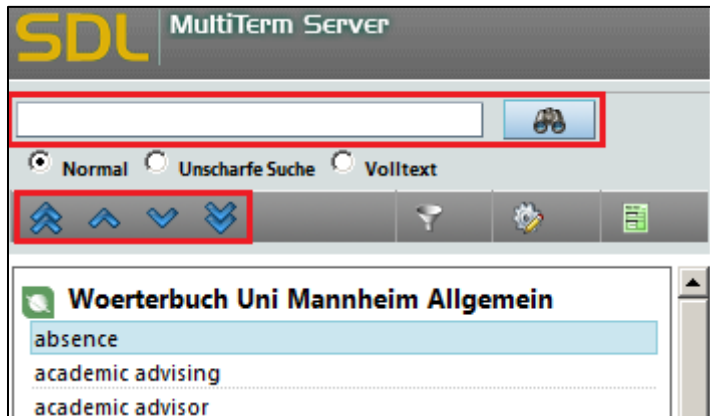 SDL MultiTerm Server
Normal Unscharfe Suche Volltext
Woerterbuch Uni Mannheim Allgemein
absence
academic advising
academic advisor